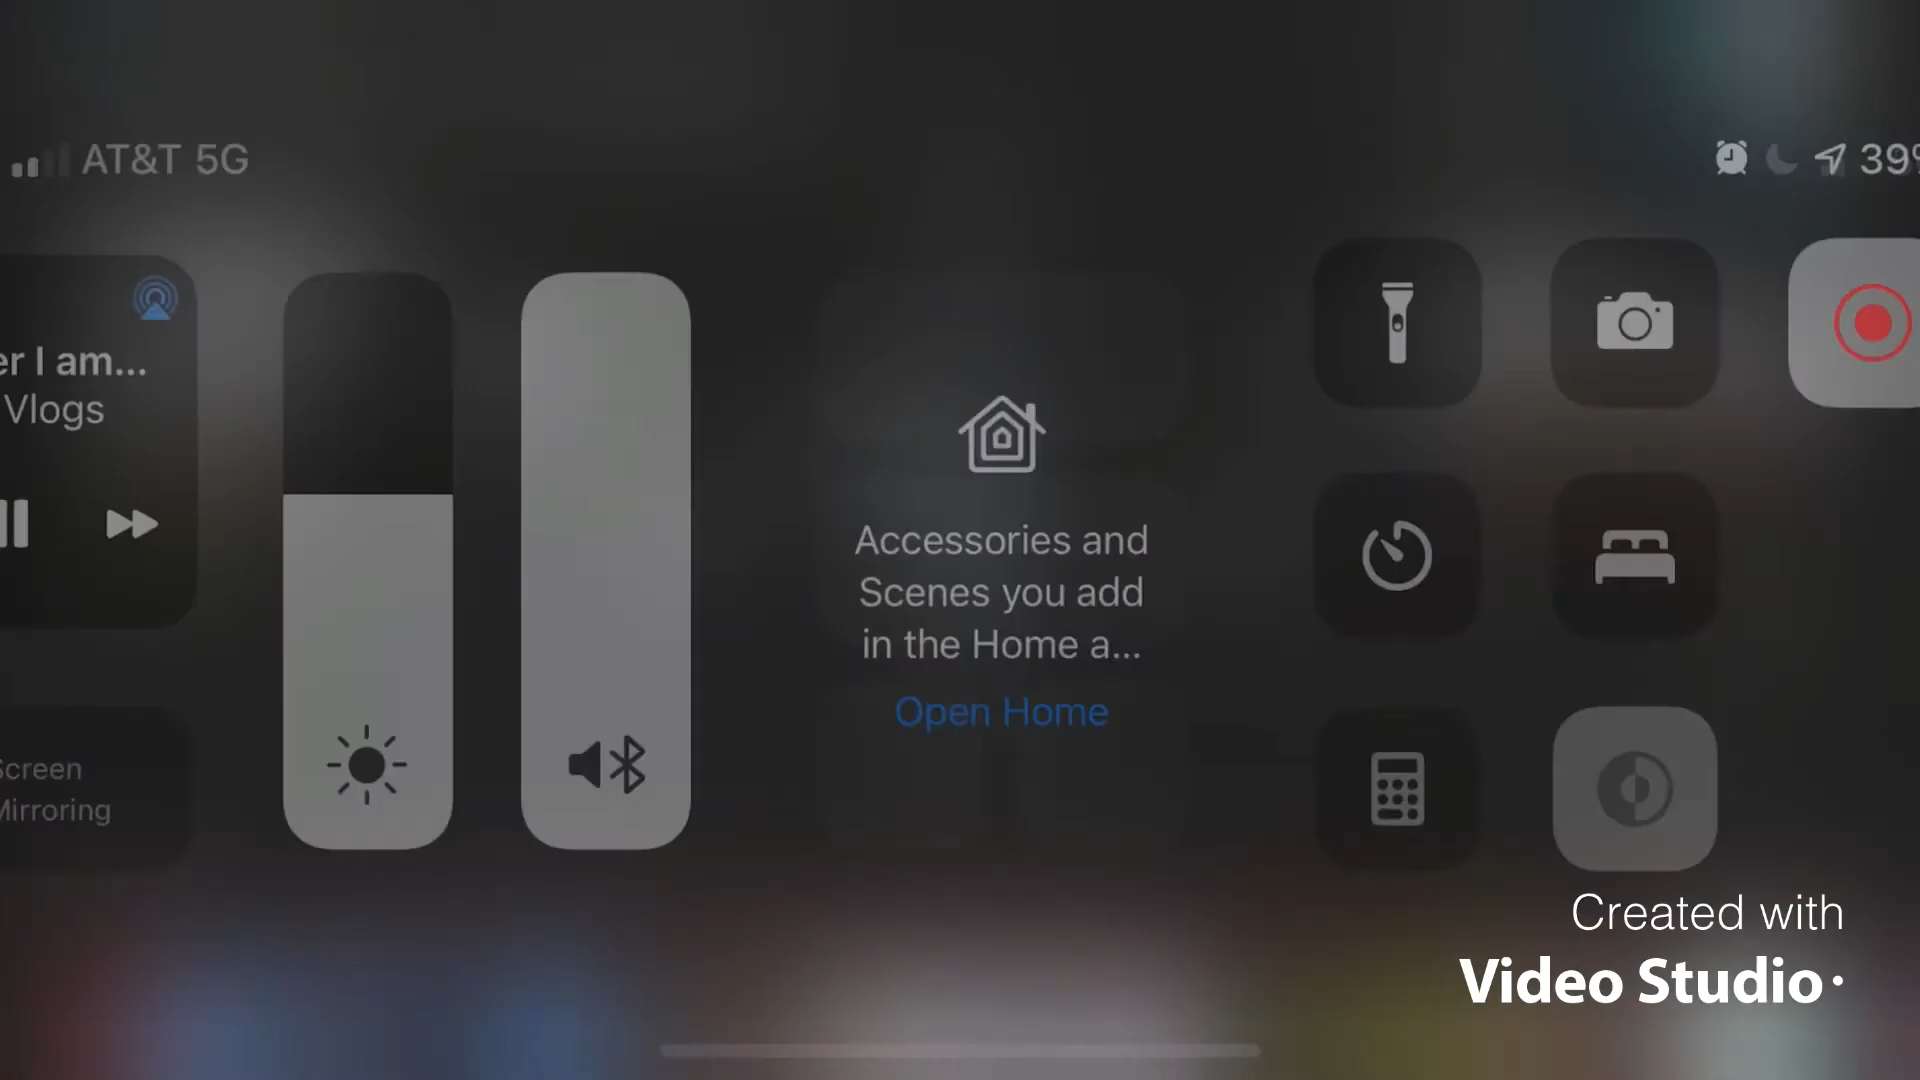 AT&T 5G
39%
er I am...
Vlogs
Accessories and
Scenes you add
in the Home a...
Open Home
Screen
Mirroring
Created with
Video Studio